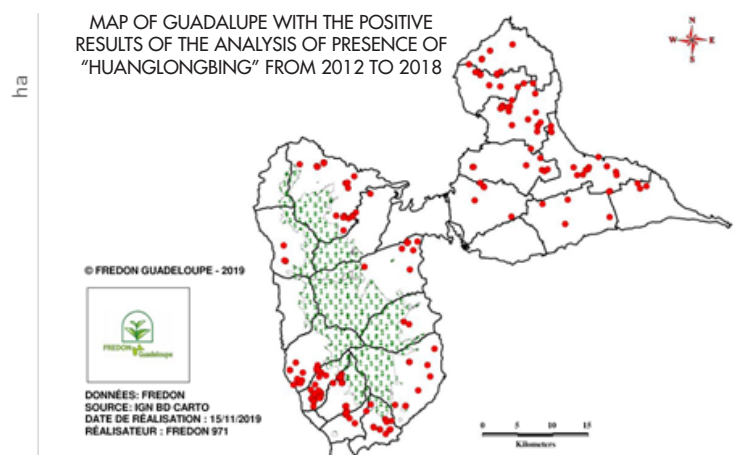 MAP OF GUADALUPE WITH THE POSITIVE
RESULTS OF THE ANALYSIS OF PRESENCE OF
“HUANGLONGBING” FROM 2012 TO 2018
ha
N
W
E
S
© FREDON GUADELOUPE - 2019
FREDON
Guadeloupe
DONNÉES: FREDON
SOURCE: IGN BD CARTO
DATE DE RÉALISATION : 15/11/2019
RÉALISATEUR : FREDON 971
0 5 10 15
Kilometers